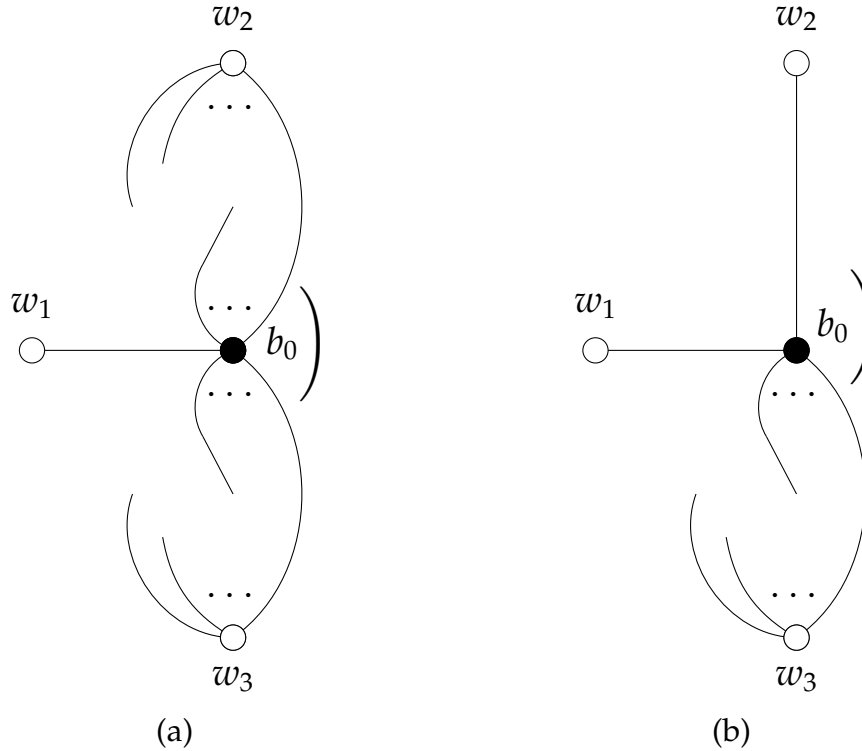 w₂ w₂
. . .
. . .
w₁ b₀ w₁ b₀
. . . . . .
. . . . . .
w₃ w₃
(a) (b)